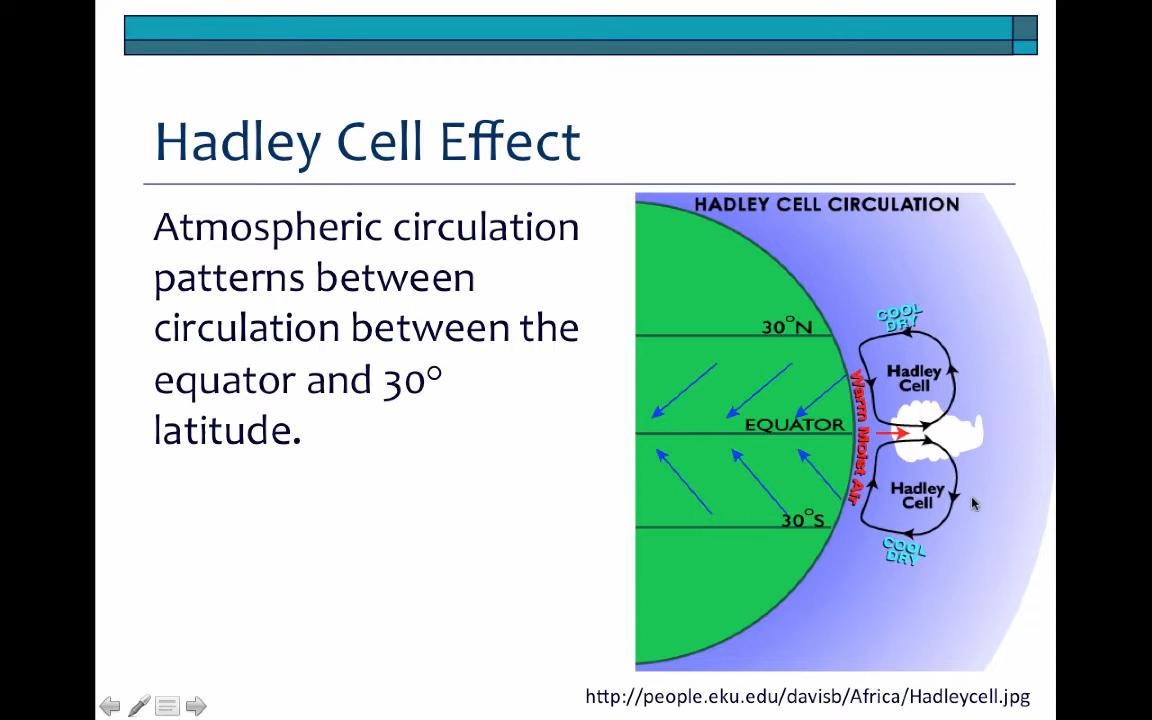 Hadley Cell Effect
Atmospheric circulation
patterns between
circulation between the
equator and 30°
latitude.
HADLEY CELL CIRCULATION
COOL
DRY
30°N
Hadley
Cell
Warm Moist Air
EQUATOR
Hadley
Cell
30°S
COOL
DRY
http://people.eku.edu/davisb/Africa/Hadleycell.jpg